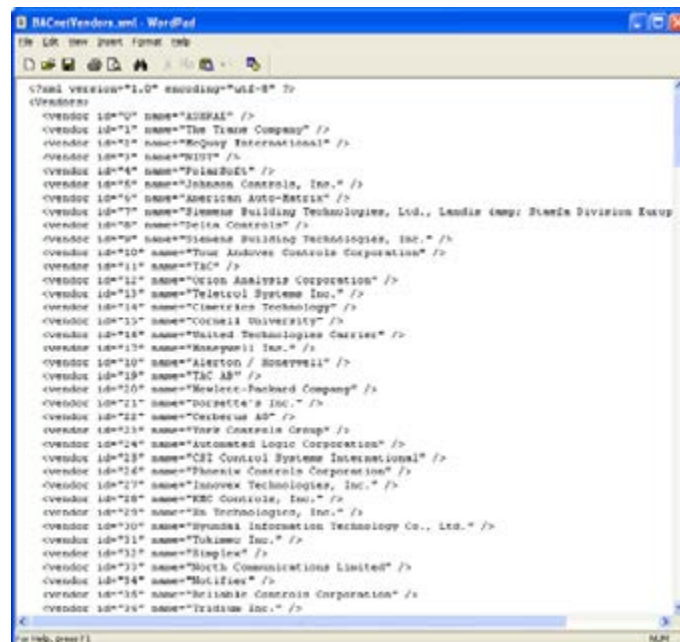 BACnetVendors.xml - WordPad
File Edit View Insert Format Help
<?xml version="1.0" encoding="utf-8" ?>
<Vendors>
<vendor id="0" name="ASHRAE" />
<vendor id="1" name="The Trane Company" />
<vendor id="2" name="McQuay International" />
<vendor id="3" name="NIST" />
<vendor id="4" name="PolarSoft" />
<vendor id="5" name="Johnson Controls, Inc." />
<vendor id="6" name="American Auto-Matrix" />
<vendor id="7" name="Siemens Building Technologies, Ltd., Landis &amp; Staefa Division Europ
<vendor id="8" name="Delta Controls" />
<vendor id="9" name="Siemens Building Technologies, Inc." />
<vendor id="10" name="Tour Andover Controls Corporation" />
<vendor id="11" name="TAC" />
<vendor id="12" name="Orion Analysis Corporation" />
<vendor id="13" name="Teletrol Systems Inc." />
<vendor id="14" name="Cimetrics Technology" />
<vendor id="15" name="Cornell University" />
<vendor id="16" name="United Technologies Carrier" />
<vendor id="17" name="Honeywell Inc." />
<vendor id="18" name="Alerton / Honeywell" />
<vendor id="19" name="TAC AB" />
<vendor id="20" name="Hewlett-Packard Company" />
<vendor id="21" name="Dorsette's Inc." />
<vendor id="22" name="Cerberus AG" />
<vendor id="23" name="York Controls Group" />
<vendor id="24" name="Automated Logic Corporation" />
<vendor id="25" name="CSI Control Systems International" />
<vendor id="26" name="Phoenix Controls Corporation" />
<vendor id="27" name="Innovex Technologies, Inc." />
<vendor id="28" name="KMC Controls, Inc." />
<vendor id="29" name="Xn Technologies, Inc." />
<vendor id="30" name="Hyundai Information Technology Co., Ltd." />
<vendor id="31" name="Tokimec Inc." />
<vendor id="32" name="Simplex" />
<vendor id="33" name="North Communications Limited" />
<vendor id="34" name="Notifier" />
<vendor id="35" name="Reliable Controls Corporation" />
<vendor id="36" name="Tridium Inc." />
For Help, press F1
NUM